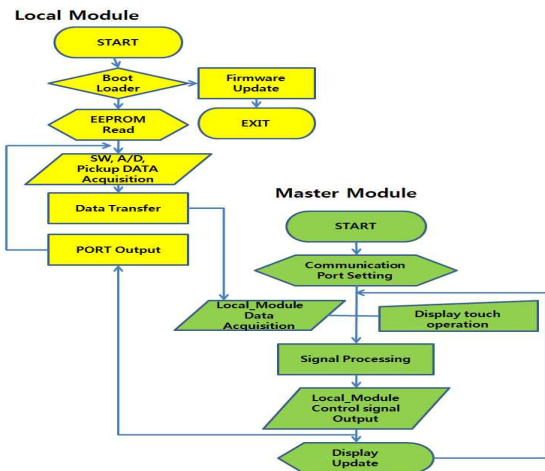 Local Module
START
Boot
Loader
Firmware
Update
EEPROM
Read
EXIT
SW, A/D,
Pickup DATA
Acquisition
Data Transfer
PORT Output
Master Module
START
Communication
Port Setting
Local_Module
Data
Acquisition
Display touch
operation
Signal Processing
Local_Module
Control signal
Output
Display
Update